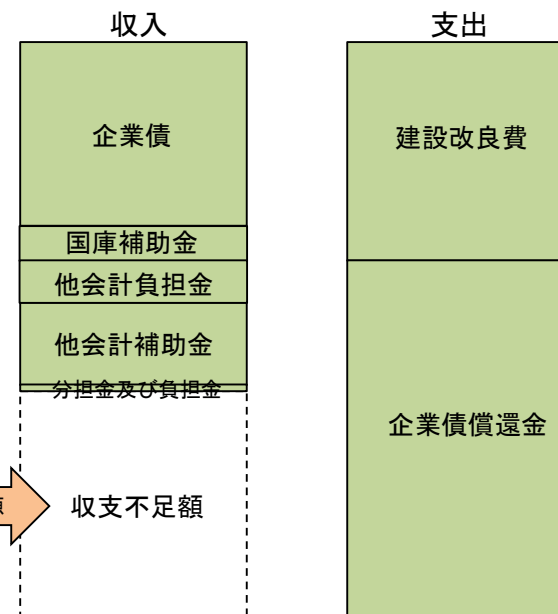 収入
企業債
国庫補助金
他会計負担金
他会計補助金
分担金及び負担金
収支不足額
支出
建設改良費
企業債償還金